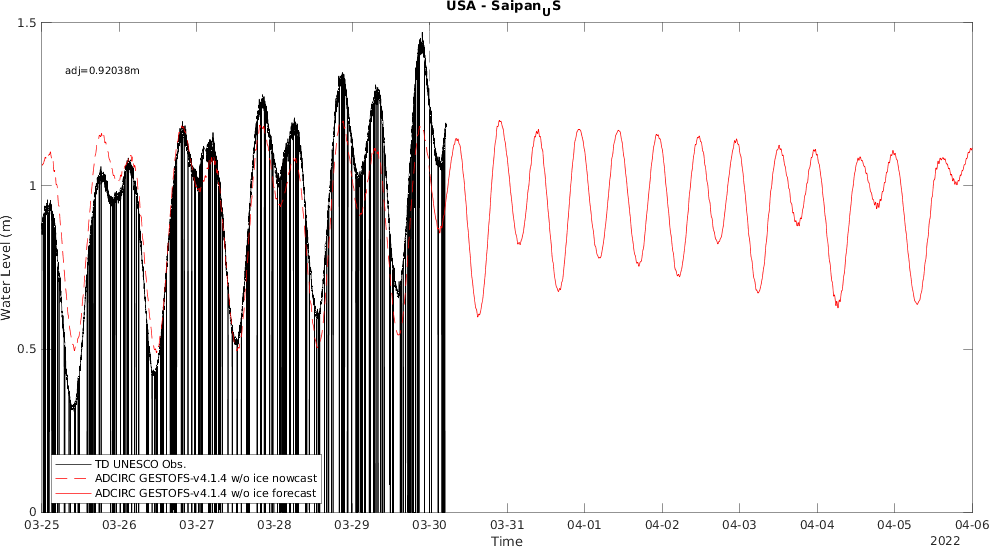 USA - SaipanUS
1.5
adj=0.92038m
1
Water Level (m)
0.5
TD UNESCO Obs.
ADCIRC GESTOFS-v4.1.4 w/o ice nowcast
ADCIRC GESTOFS-v4.1.4 w/o ice forecast
0
03-25 03-26 03-27 03-28 03-29 03-30 03-31 04-01 04-02 04-03 04-04 04-05 04-06
Time
2022